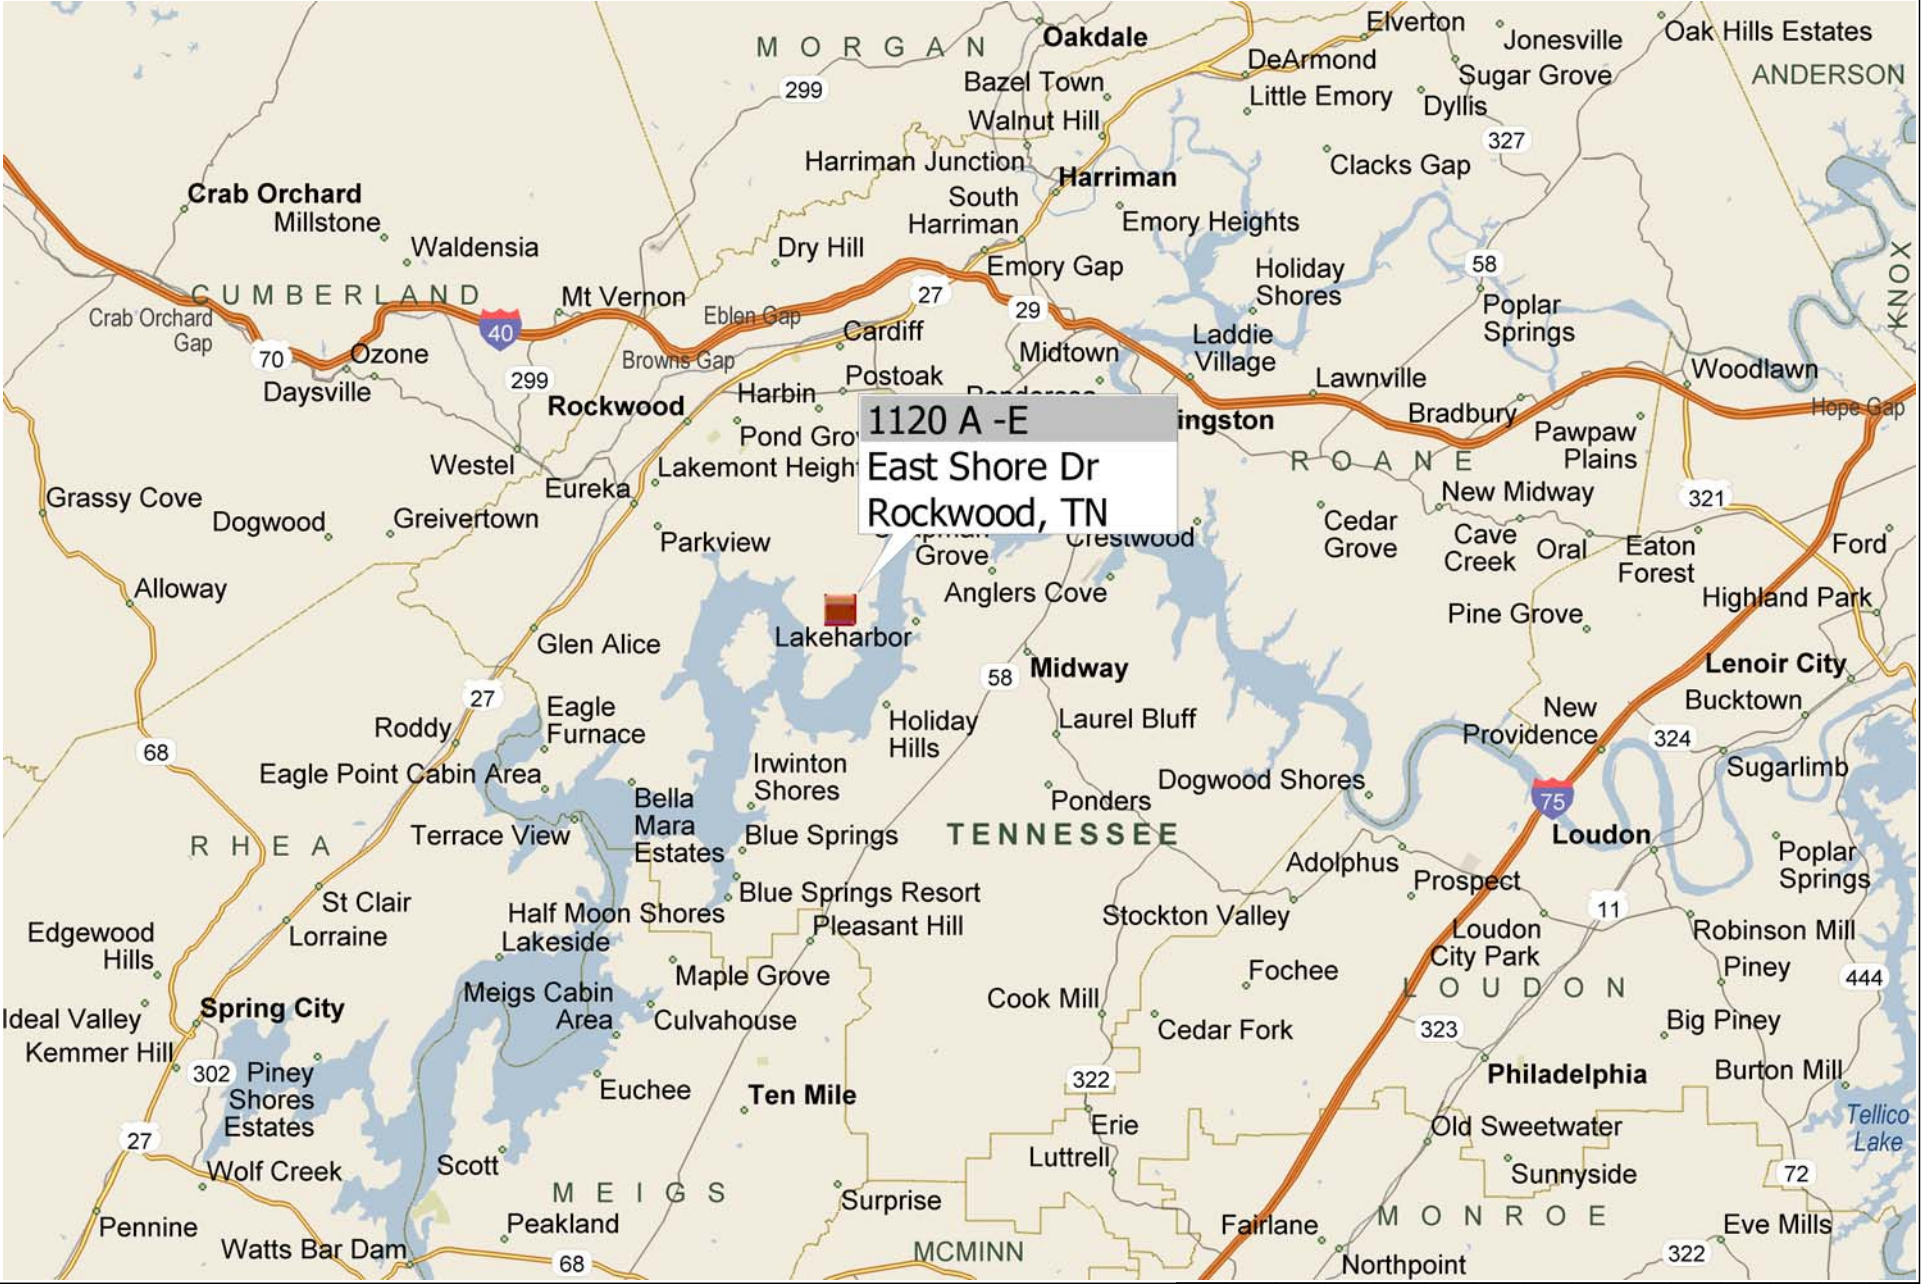 MORGAN
Oakdale
Elverton
Jonesville
Oak Hills Estates
ANDERSON
DeArmond
Sugar Grove
299
Bazel Town
Little Emory
Dyllis
Walnut Hill
327
Harriman Junction
Clacks Gap
Harriman
Crab Orchard
South
Harriman
Millstone
Emory Heights
Waldensia
Dry Hill
KNOX
Emory Gap
Holiday
Shores
58
CUMBERLAND
Mt Vernon
27
Poplar
Springs
Crab Orchard
Gap
40
Eblen Gap
29
Cardiff
Laddie
Village
70
Ozone
Browns Gap
Midtown
Woodlawn
Daysville
299
Postoak
Lawnville
Harbin
Rockwood
Bradbury
Hope Gap
1120 A -E
East Shore Dr
Rockwood, TN
ingston
Pond Gro
Pawpaw
Plains
Westel
Lakemont Height
ROANE
Eureka
New Midway
321
Grassy Cove
Dogwood
Greivertown
Cedar
Grove
Cave
Creek
Oral
Eaton
Forest
Ford
Parkview
Grove
Crestwood
Alloway
Anglers Cove
Highland Park
Pine Grove
Lakeharbor
Glen Alice
58
Midway
Lenoir City
27
Bucktown
Eagle
Furnace
Roddy
Holiday
Hills
Laurel Bluff
New
Providence
324
68
Irwinton
Shores
Eagle Point Cabin Area
Dogwood Shores
Sugarlimb
Bella
Mara
Estates
Ponders
75
Terrace View
Blue Springs
TENNESSEE
Loudon
RHEA
Adolphus
Poplar
Springs
Prospect
Blue Springs Resort
St Clair
Half Moon Shores
Stockton Valley
11
Lorraine
Lakeside
Pleasant Hill
Loudon
City Park
Robinson Mill
Edgewood
Hills
Maple Grove
Fochee
Piney
444
Meigs Cabin
Area
Cook Mill
LOUDON
Spring City
Culvahouse
Cedar Fork
323
Big Piney
Ideal Valley
Kemmer Hill
302
Piney
Shores
Estates
Euchee
Ten Mile
322
Philadelphia
Burton Mill
Tellico
Lake
27
Erie
Old Sweetwater
Scott
Luttrell
Sunnyside
72
Wolf Creek
MEIGS
Surprise
Pennine
Peakland
Fairlane
MONROE
Eve Mills
Watts Bar Dam
68
MCMINN
Northpoint
322